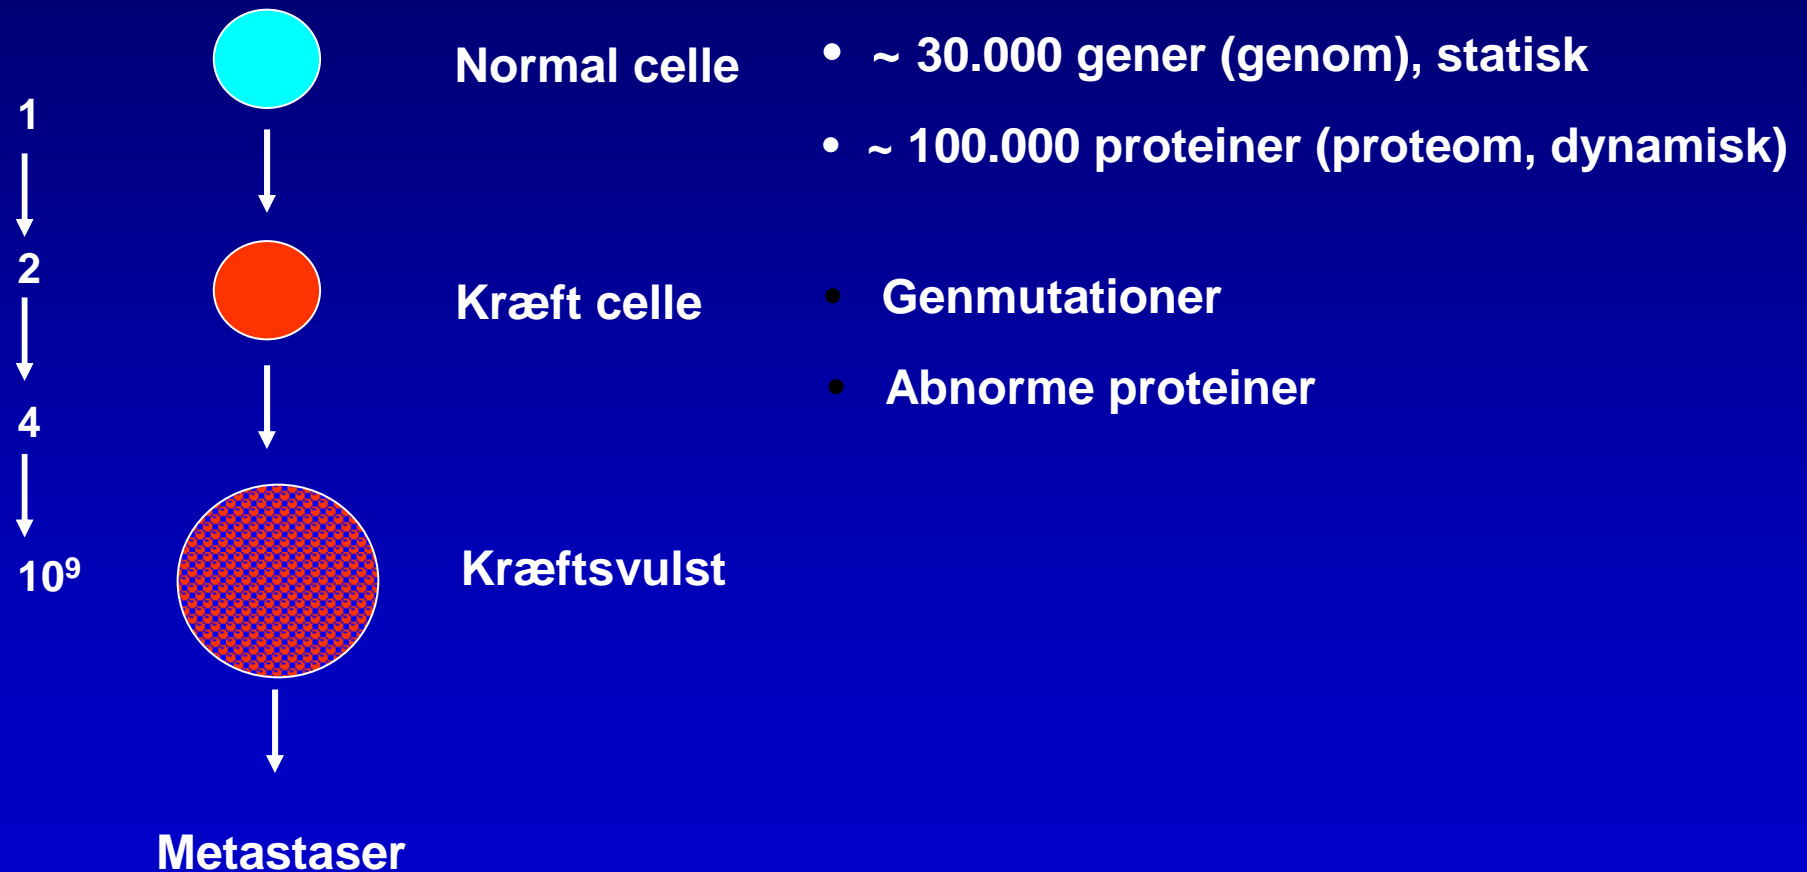 Normal celle
• ~ 30.000 gener (genom), statisk
1
• ~ 100.000 proteiner (proteom, dynamisk)
2
Kræft celle
• Genmutationer
• Abnorme proteiner
4
10⁹
Kræftsvulst
Metastaser